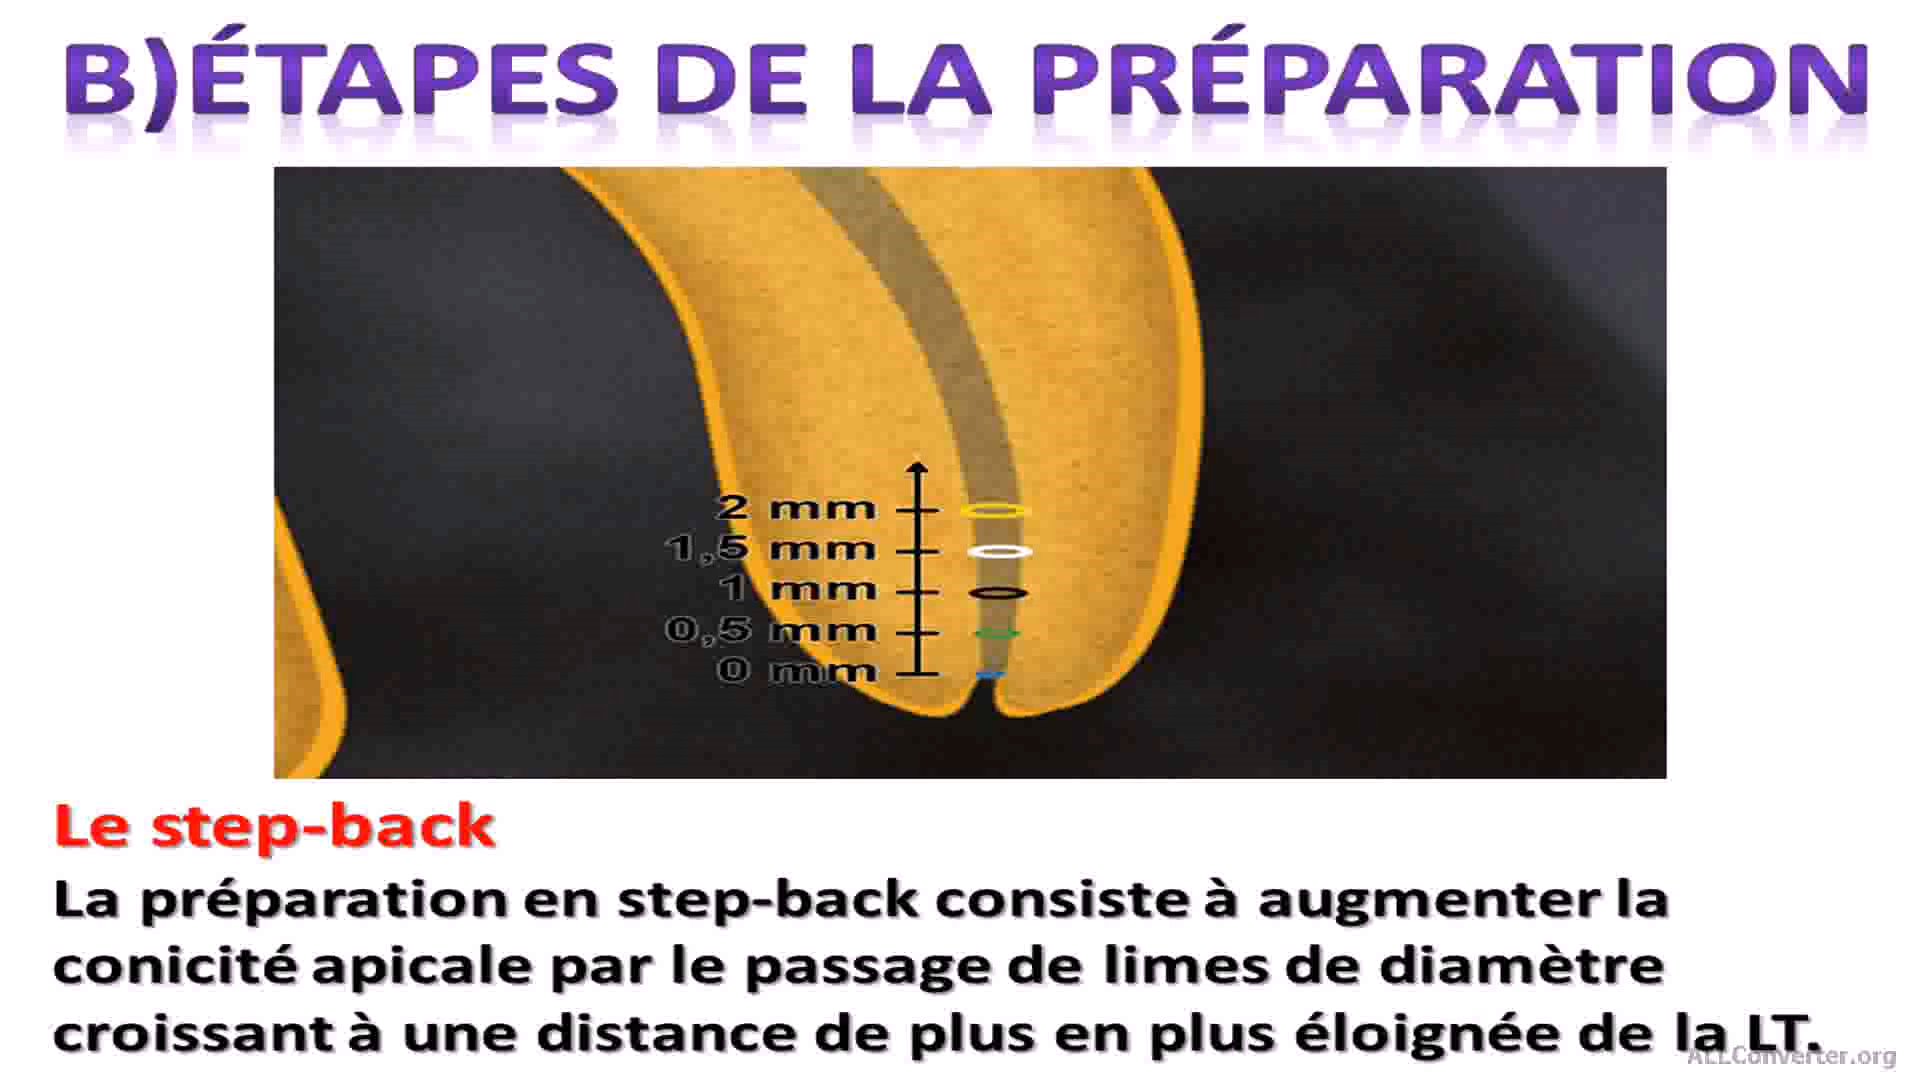 B)ÉTAPES DE LA PRÉPARATION
2 mm
1,5 mm
1 mm
0,5 mm
0 mm
Le step-back
La préparation en step-back consiste à augmenter la
conicité apicale par le passage de limes de diamètre
croissant à une distance de plus en plus éloignée de la LT.
ALLConverter.org